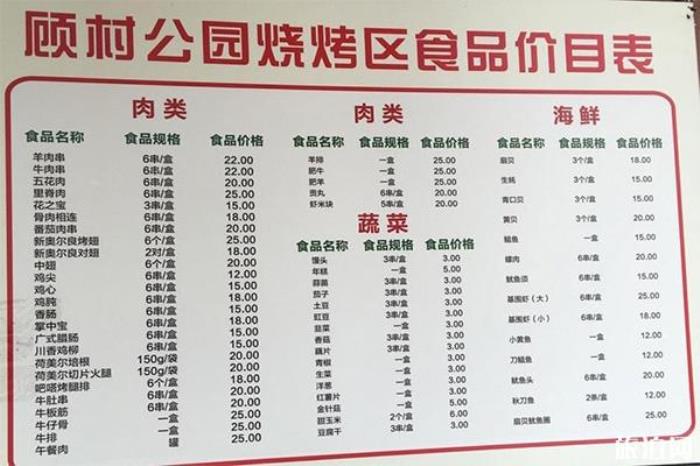 顾村公园烧烤区食品价目表
肉类
食品名称 食品规格 食品价格
羊肉串 6串/盒 22.00
牛肉串 6串/盒 22.00
五花肉 6串/盒 20.00
里脊肉 6串/盒 20.00
花之宝 3串/盒 15.00
骨肉相连 6串/盒 18.00
番茄肉串 6串/盒 20.00
新奥尔良烤翅 6个/盒 25.00
新奥尔良对翅 2对/盒 18.00
中翅 6个/盒 20.00
鸡尖 6串/盒 12.00
鸡心 6串/盒 15.00
鸡肫 6串/盒 18.00
香肠 6串/盒 15.00
掌中宝 6串/盒 20.00
广式腊肠 6串/盒 18.00
川香鸡柳 6串/盒 15.00
荷美尔培根 150g/袋 20.00
荷美尔切片火腿 150g/袋 20.00
吧嗒烤腿排 6个/盒 18.00
牛肚串 6串/盒 20.00
牛板筋 6串/盒 20.00
牛仔骨 一盒 25.00
牛排 一盒 25.00
午餐肉 罐 25.00
肉类
食品名称 食品规格 食品价格
羊排 一盒 25.00
肥牛 一盒 25.00
肥羊 一盒 25.00
贡丸 6串/盒 20.00
虾米块 5串/盒 20.00
蔬菜
食品名称 食品规格 食品价格
馒头 3串/盒 3.00
年糕 一盒 5.00
蒜苗 3串/盒 3.00
茄子 3串/盒 3.00
土豆 3串/盒 3.00
豇豆 3串/盒 3.00
韭菜 一盒 3.00
香菇 3串/盒 3.00
藕片 3串/盒 3.00
青椒 一盒 3.00
生菜 一盒 3.00
洋葱 一盒 3.00
红薯片 一盒 3.00
金针菇 一盒 6.00
甜玉米 2个/盒 6.00
豆腐干 3串/盒 3.00
海鲜
食品名称 食品规格 食品价格
扇贝 3个/盒 18.00
生蚝 3个/盒 15.00
青口贝 3个/盒 15.00
黄贝 3个/盒 20.00
鲳鱼 一盒 15.00
螺肉 6串/盒 20.00
鱿鱼须 6串/盒 20.00
基围虾(大) 6串/盒 25.00
基围虾(小) 6串/盒 18.00
小黄鱼 一盒 12.00
刀鲳鱼 一盒 12.00
鱿鱼头 6串/盒 20.00
秋刀鱼 2条/盒 12.00
扇贝鱿鱼圈 6串/盒 25.00